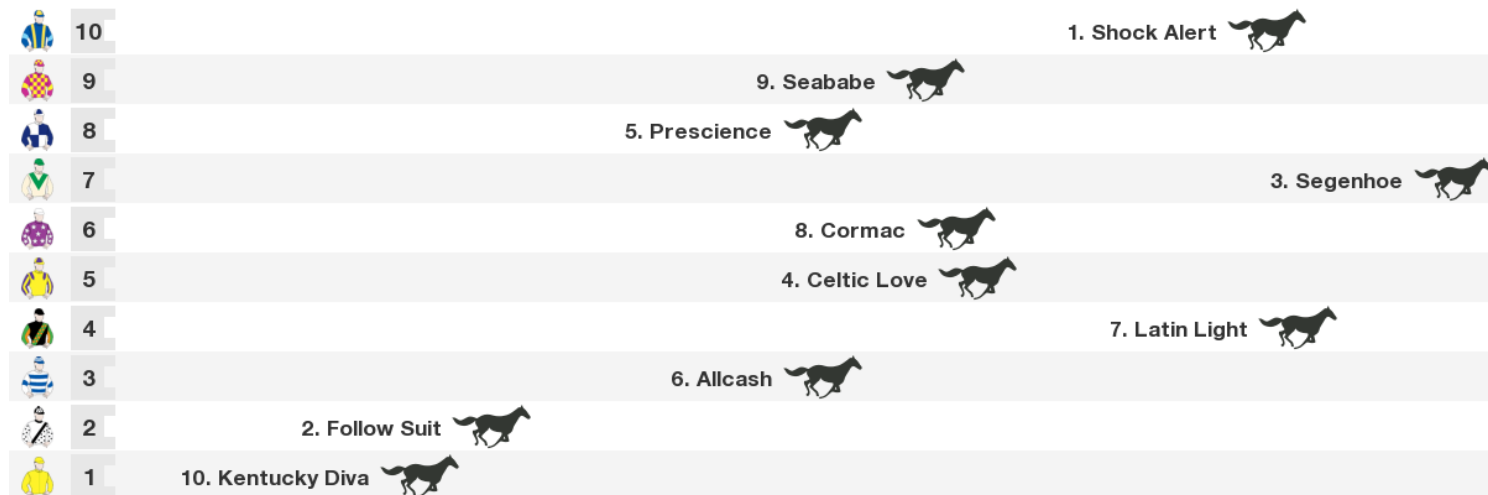 10 1. Shock Alert
9 9. Seababe
8 5. Prescience
7 3. Segenhoe
6 8. Cormac
5 4. Celtic Love
4 7. Latin Light
3 6. Allcash
2 2. Follow Suit
1 10. Kentucky Diva